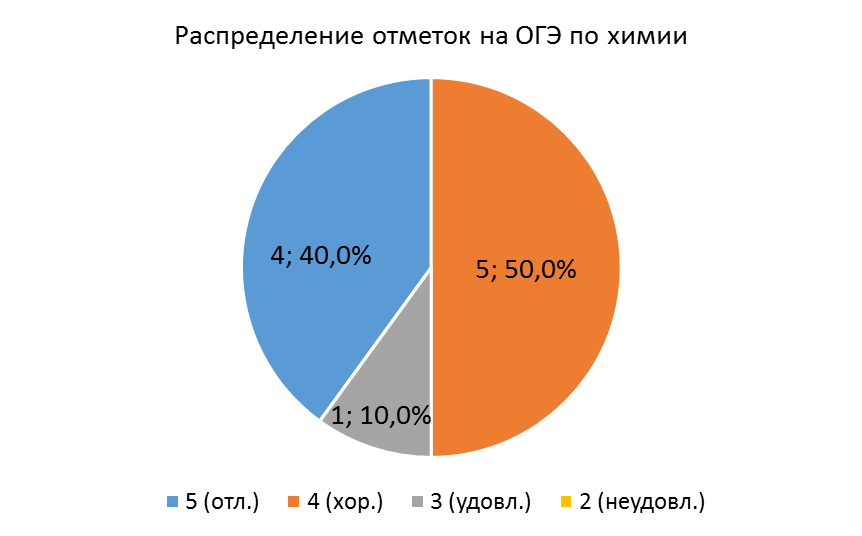 Распределение отметок на ОГЭ по химии
4; 40,0%
5; 50,0%
1; 10,0%
5 (отл.) 4 (хор.) 3 (удовл.) 2 (неудовл.)